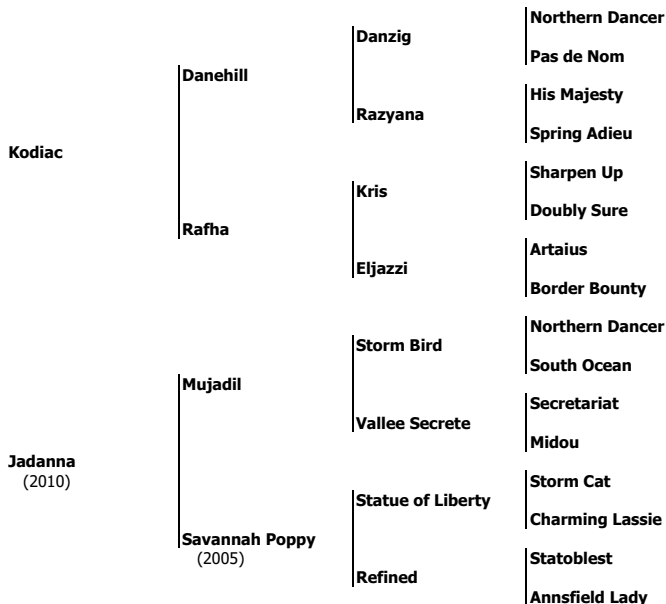 Northern Dancer
Danzig
Pas de Nom
Danehill
His Majesty
Razyana
Spring Adieu
Kodiac
Sharpen Up
Kris
Doubly Sure
Rafha
Artaius
Eljazzi
Border Bounty
Northern Dancer
Storm Bird
South Ocean
Mujadil
Secretariat
Vallee Secrete
Midou
Jadanna
(2010)
Storm Cat
Statue of Liberty
Charming Lassie
Savannah Poppy
(2005)
Statoblest
Refined
Annsfield Lady